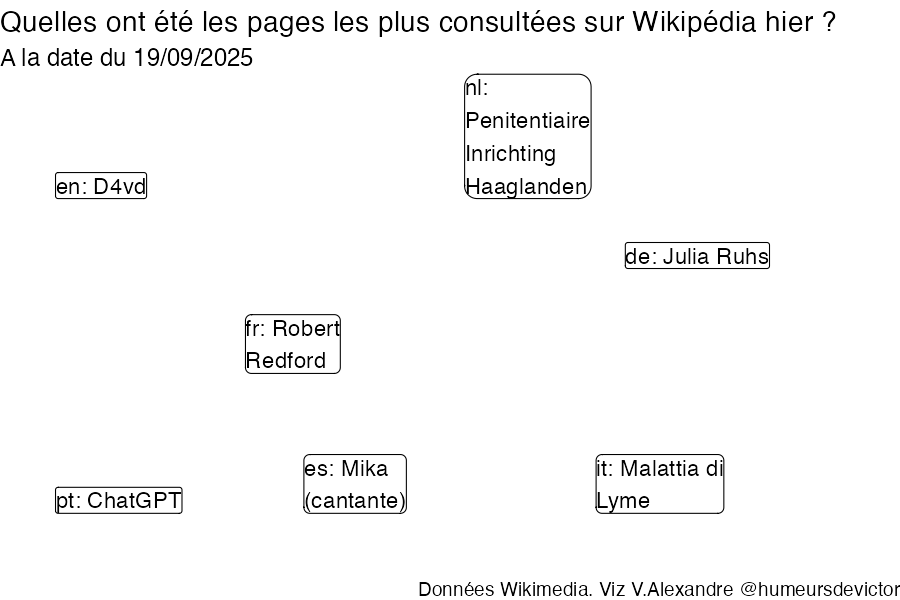 Quelles ont été les pages les plus consultées sur Wikipédia hier ?
A la date du 19/09/2025
nl:
Penitentiaire
Inrichting
Haaglanden
en: D4vd
de: Julia Ruhs
fr: Robert
Redford
es: Mika
(cantante)
it: Malattia di
Lyme
pt: ChatGPT
Données Wikimedia. Viz V.Alexandre @humeursdevictor